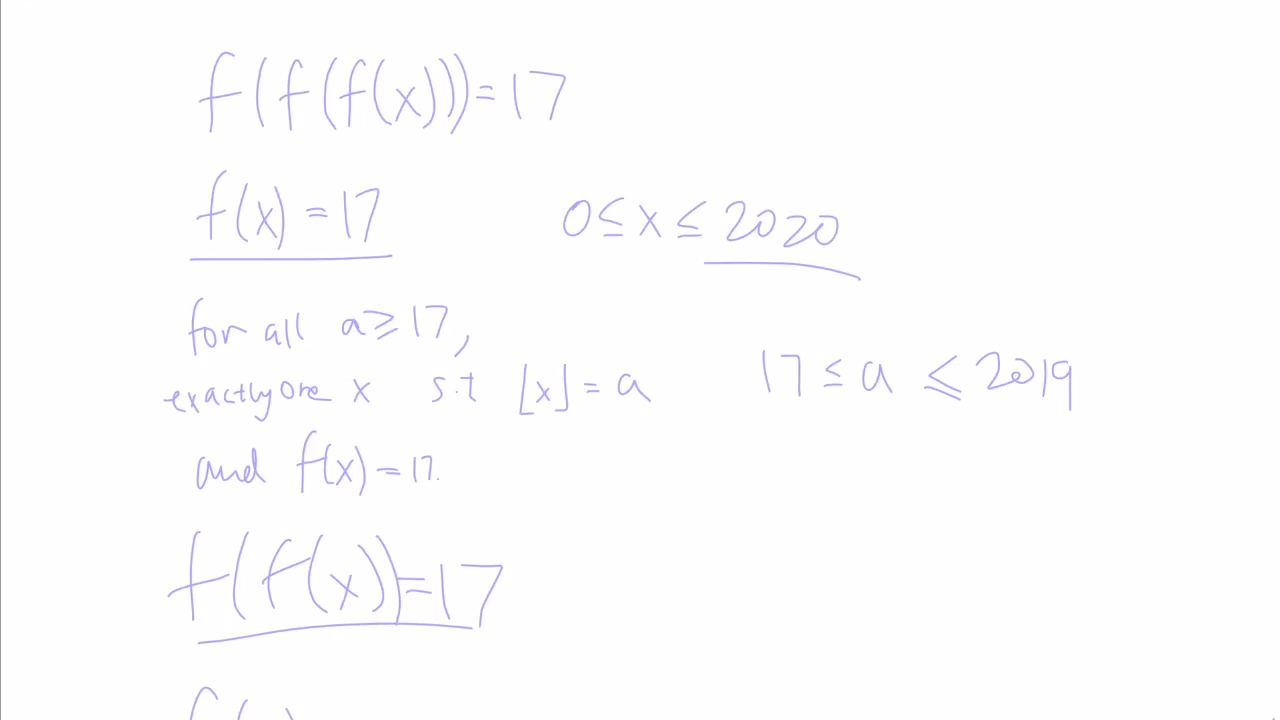 f(f(f(x)))=17
f(x)=17 0≤x≤2020
for all a≥17,
exactly one x s.t ⌊x⌋=a 17≤a≤2019
and f(x)=17.
f(f(x))=17